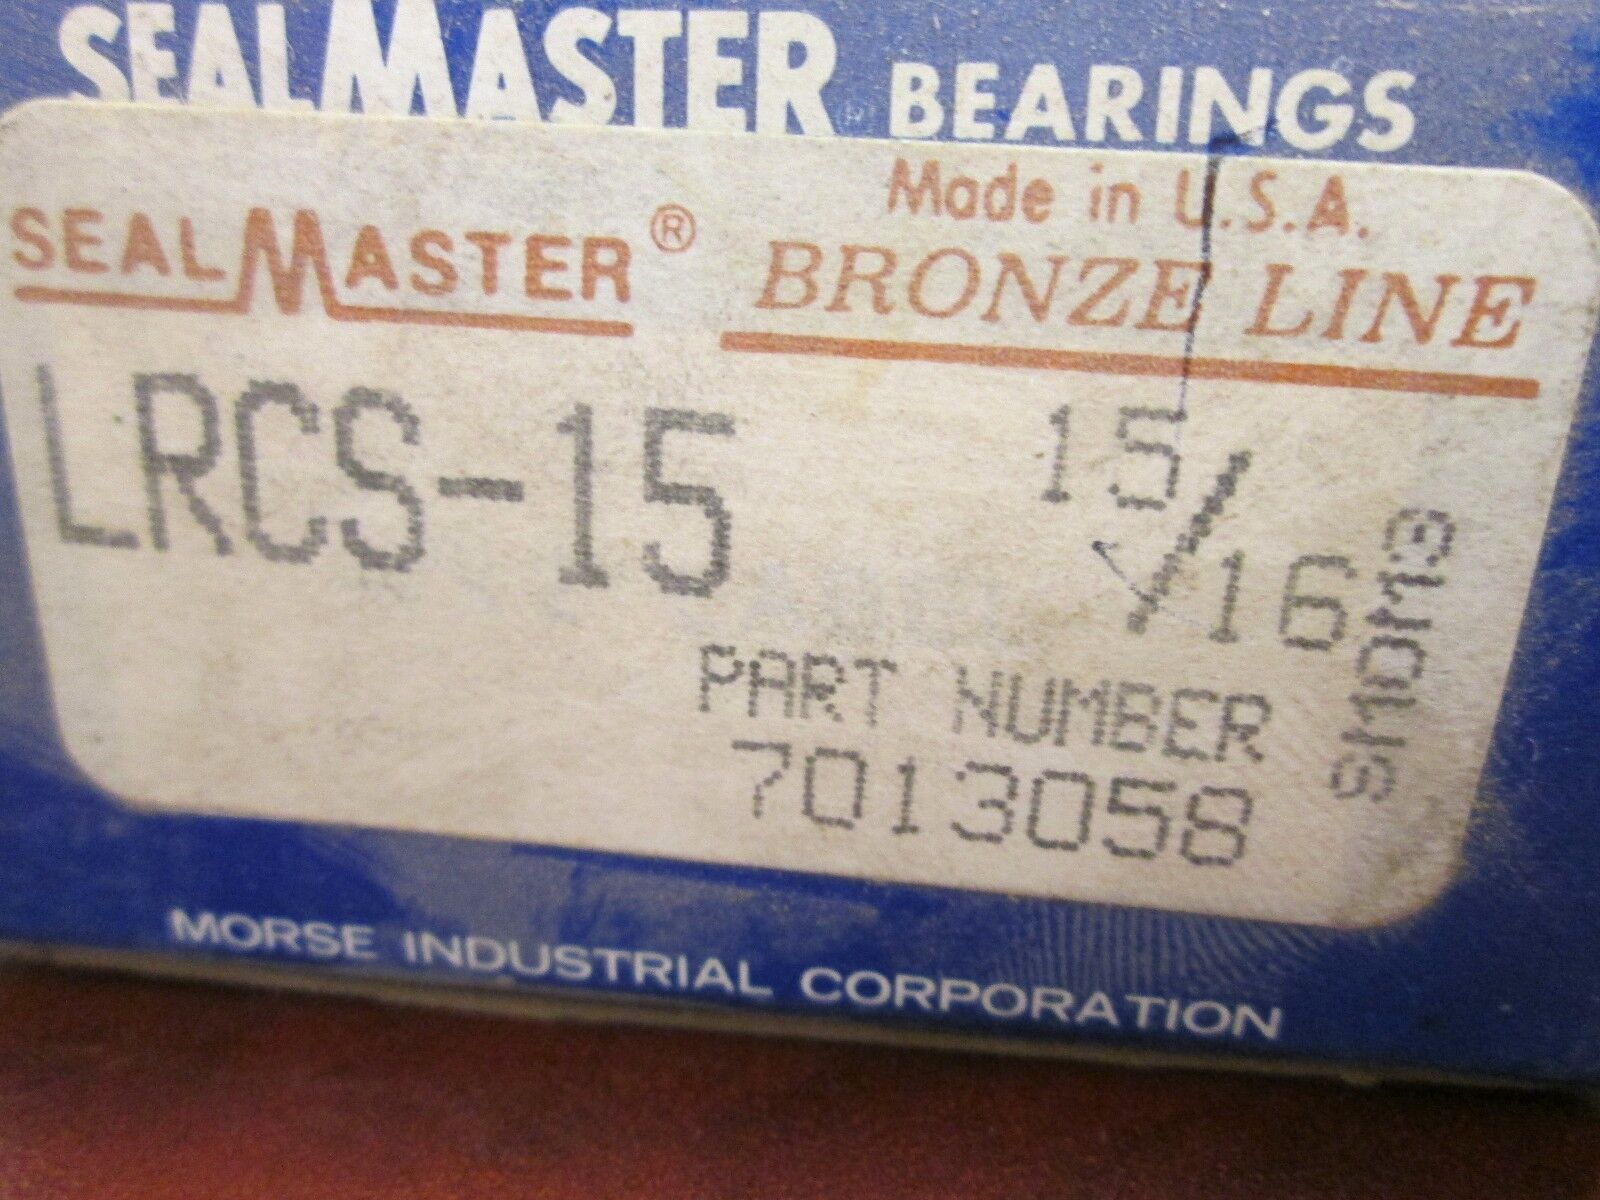 SEALMASTER BEARINGS
Made in U.S.A.
SEALMASTER® BRONZE LINE
LRCS-15 15/16
PART NUMBER
7013058
MORSE INDUSTRIAL CORPORATION